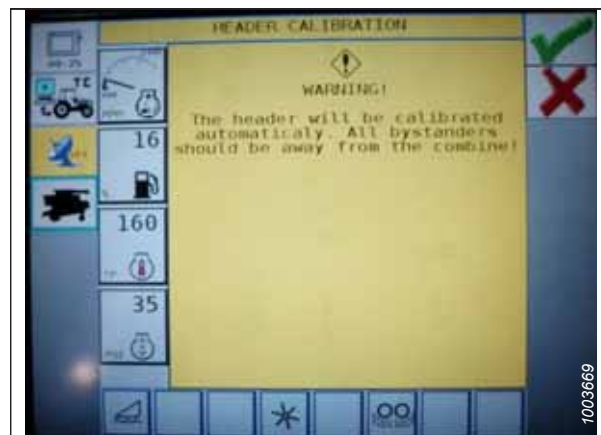 HEADER CALIBRATION
WARNING!
The header will be calibrated
automaticaly. All bystanders
should be away from the combine!
TC
16
160
35
1003669